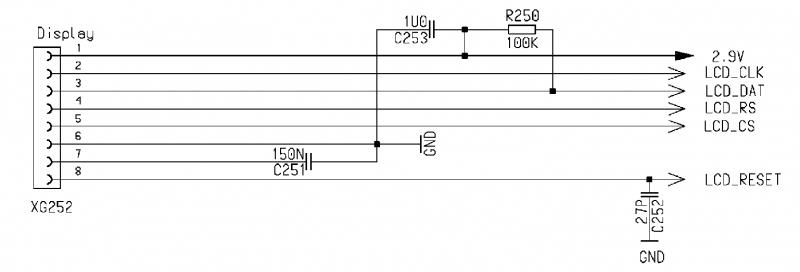 1U0
C253
R250
100K
Display
1
2.9V
2
LCD_CLK
3
LCD_DAT
4
LCD_RS
5
LCD_CS
6
GND
7
150N
C251
8
LCD_RESET
XG252
27P
C252
GND